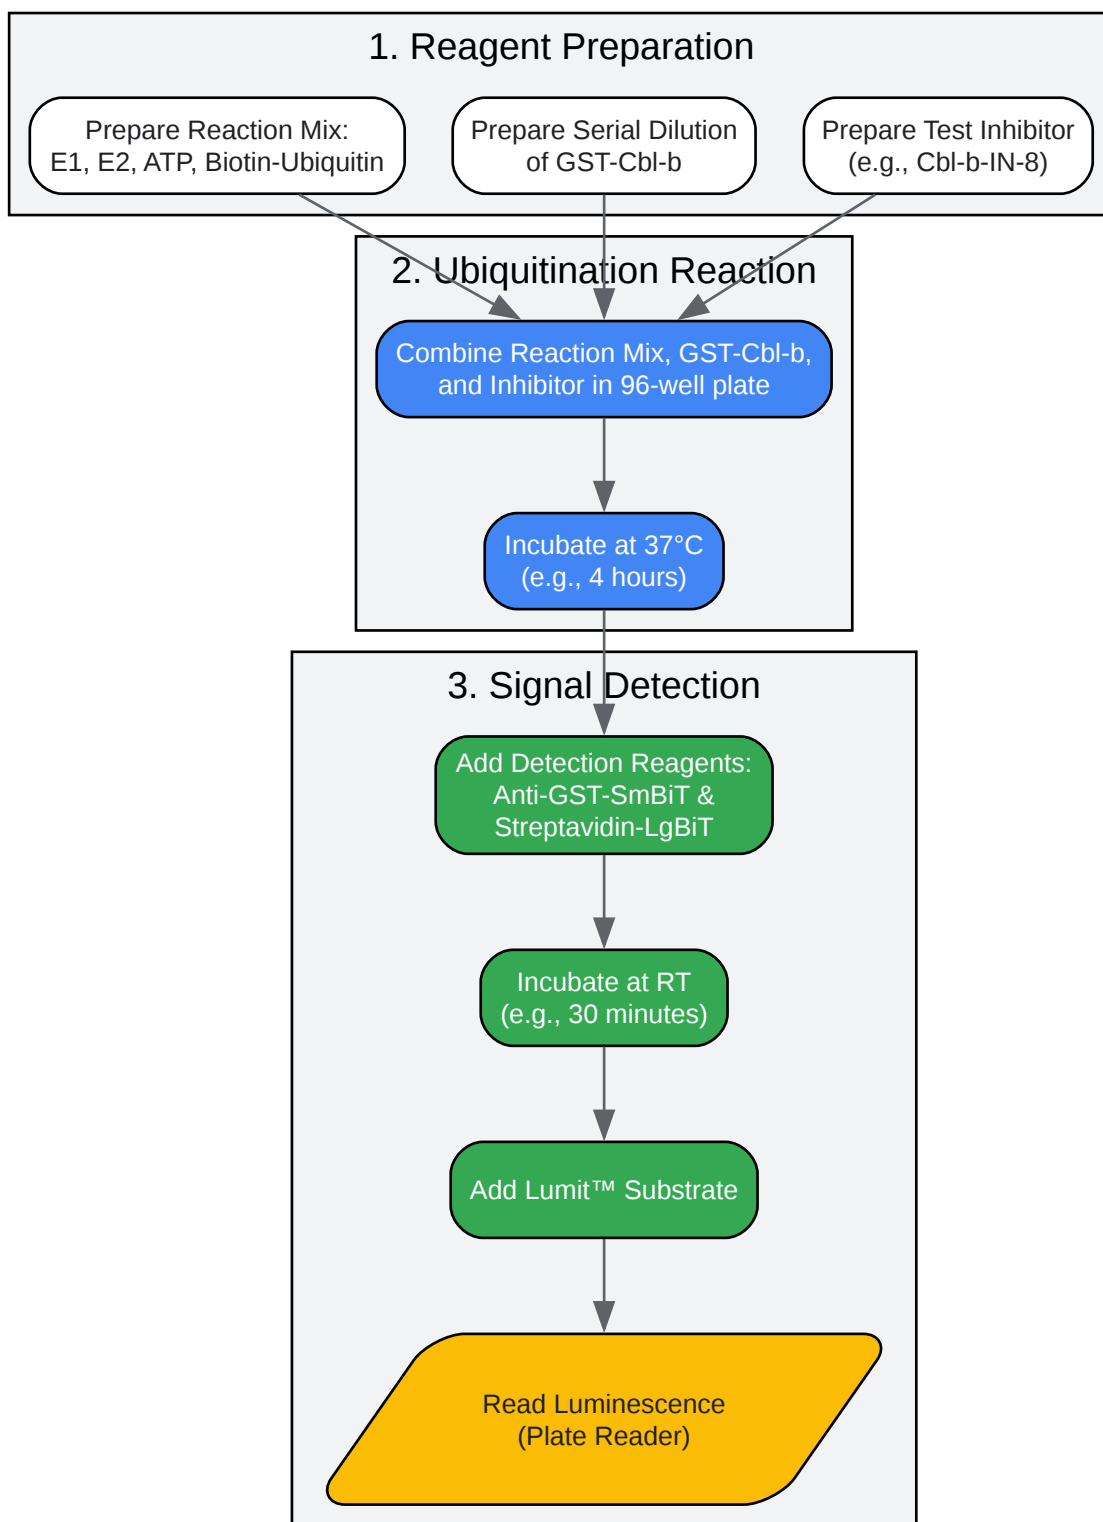 1. Reagent Preparation
Prepare Reaction Mix:
E1, E2, ATP, Biotin-Ubiquitin
Prepare Serial Dilution
of GST-Cbl-b
Prepare Test Inhibitor
(e.g., Cbl-b-IN-8)
2. Ubiquitination Reaction
Combine Reaction Mix, GST-Cbl-b,
and Inhibitor in 96-well plate
Incubate at 37°C
(e.g., 4 hours)
3. Signal Detection
Add Detection Reagents:
Anti-GST-SmBiT &
Streptavidin-LgBiT
Incubate at RT
(e.g., 30 minutes)
Add Lumit™ Substrate
Read Luminescence
(Plate Reader)